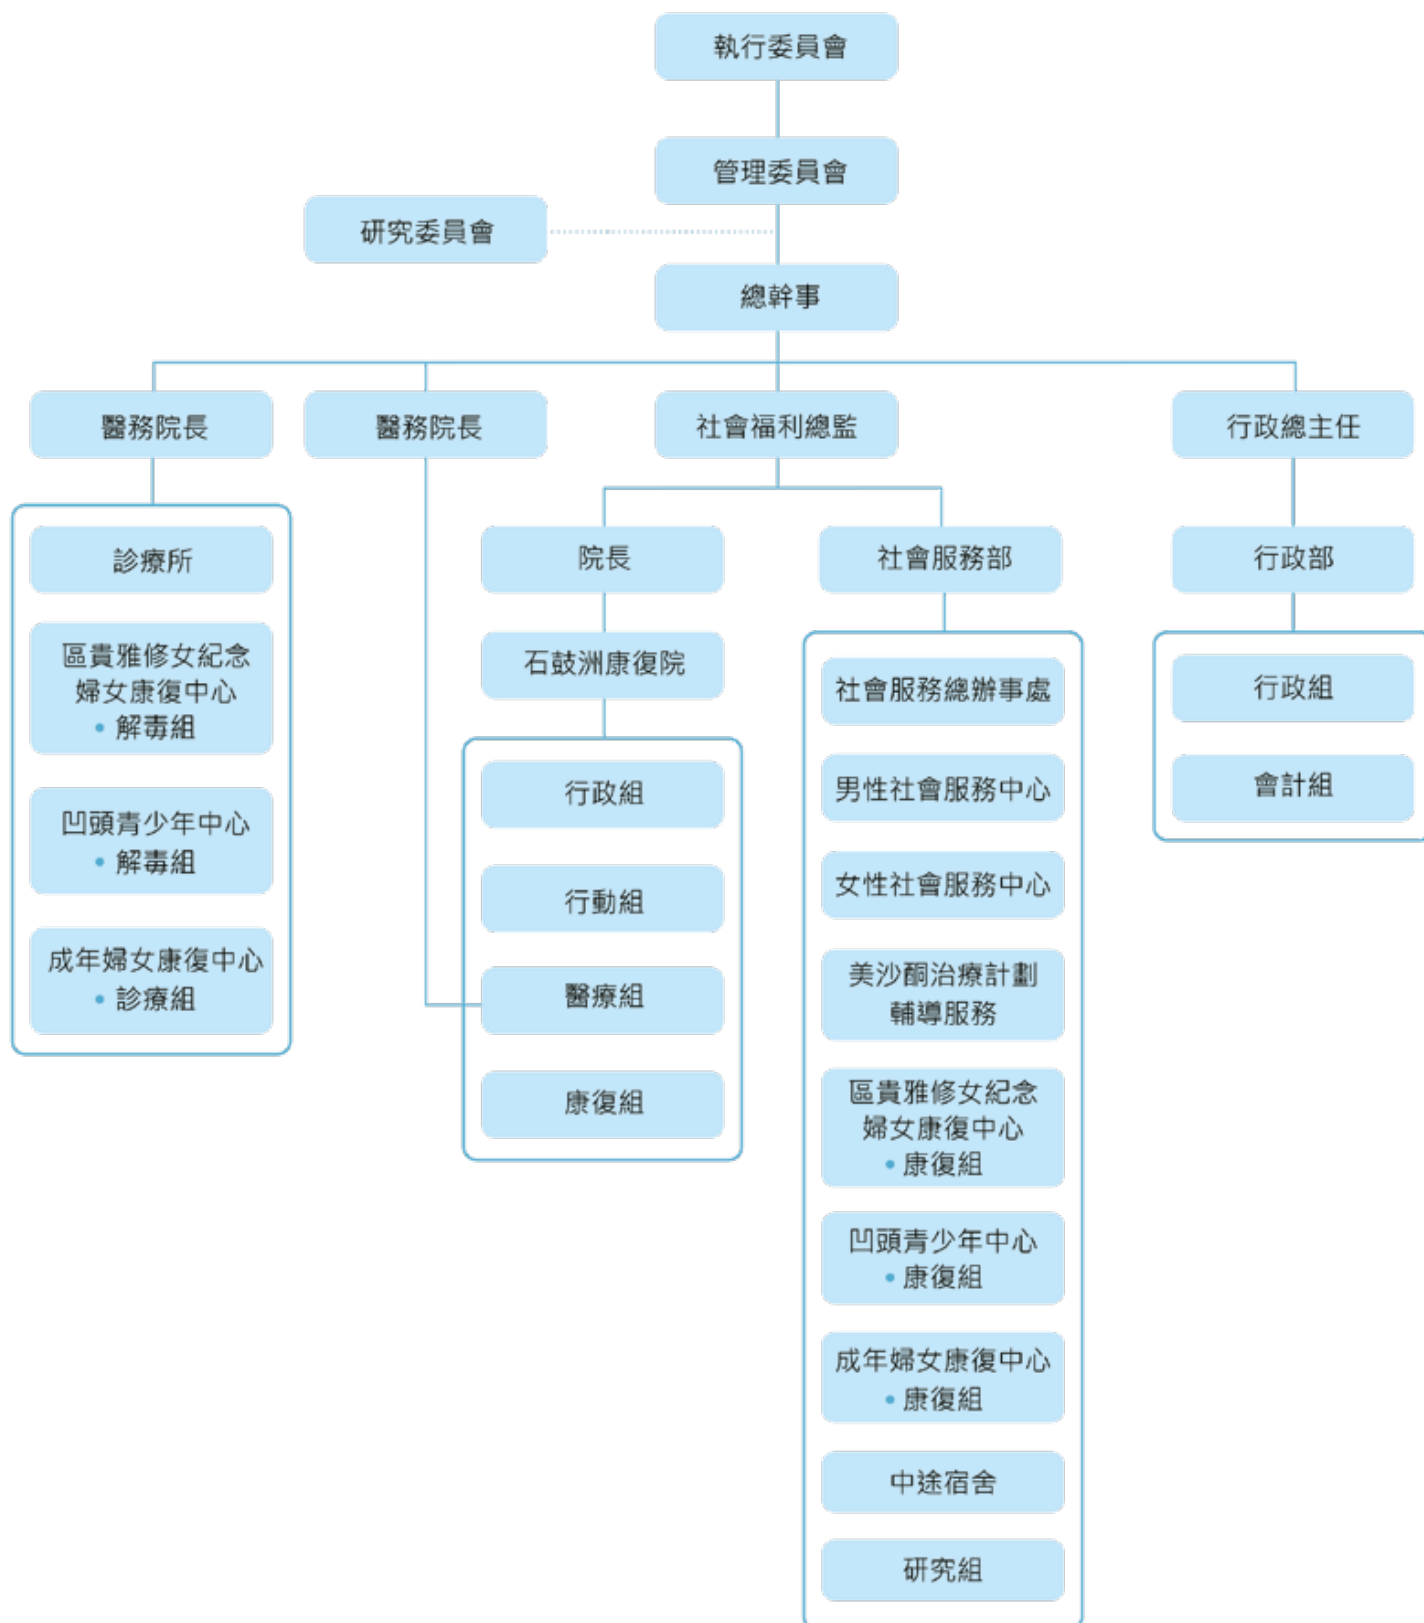 執行委員會
管理委員會
研究委員會
總幹事
醫務院長
醫務院長
社會福利總監
行政總主任
診療所
區貴雅修女紀念
婦女康復中心
• 解毒組
凹頭青少年中心
• 解毒組
成年婦女康復中心
• 診療組
院長
石鼓洲康復院
行政組
行動組
醫療組
康復組
社會服務部
社會服務總辦事處
男性社會服務中心
女性社會服務中心
美沙酮治療計劃
輔導服務
區貴雅修女紀念
婦女康復中心
• 康復組
凹頭青少年中心
• 康復組
成年婦女康復中心
• 康復組
中途宿舍
研究組
行政部
行政組
會計組